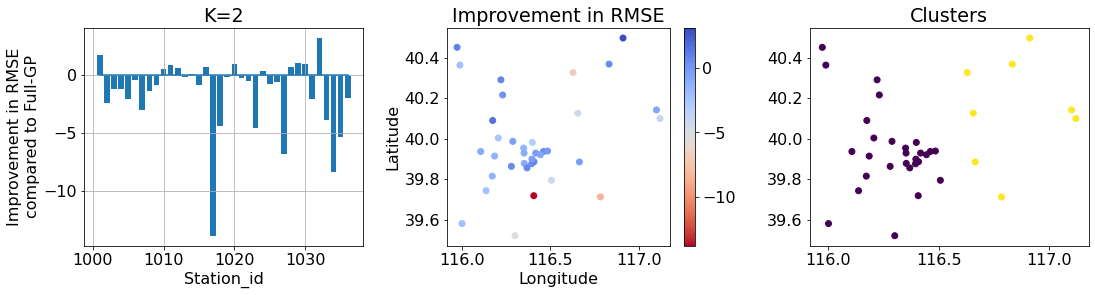 K=2
Improvement in RMSE
compared to Full-GP
0
−5
−10
1000 1010 1020 1030
Station_id
Improvement in RMSE
Latitude
40.4
40.2
40.0
39.8
39.6
116.0 116.5 117.0
Longitude
0
−5
−10
Clusters
40.4
40.2
40.0
39.8
39.6
116.0 116.5 117.0